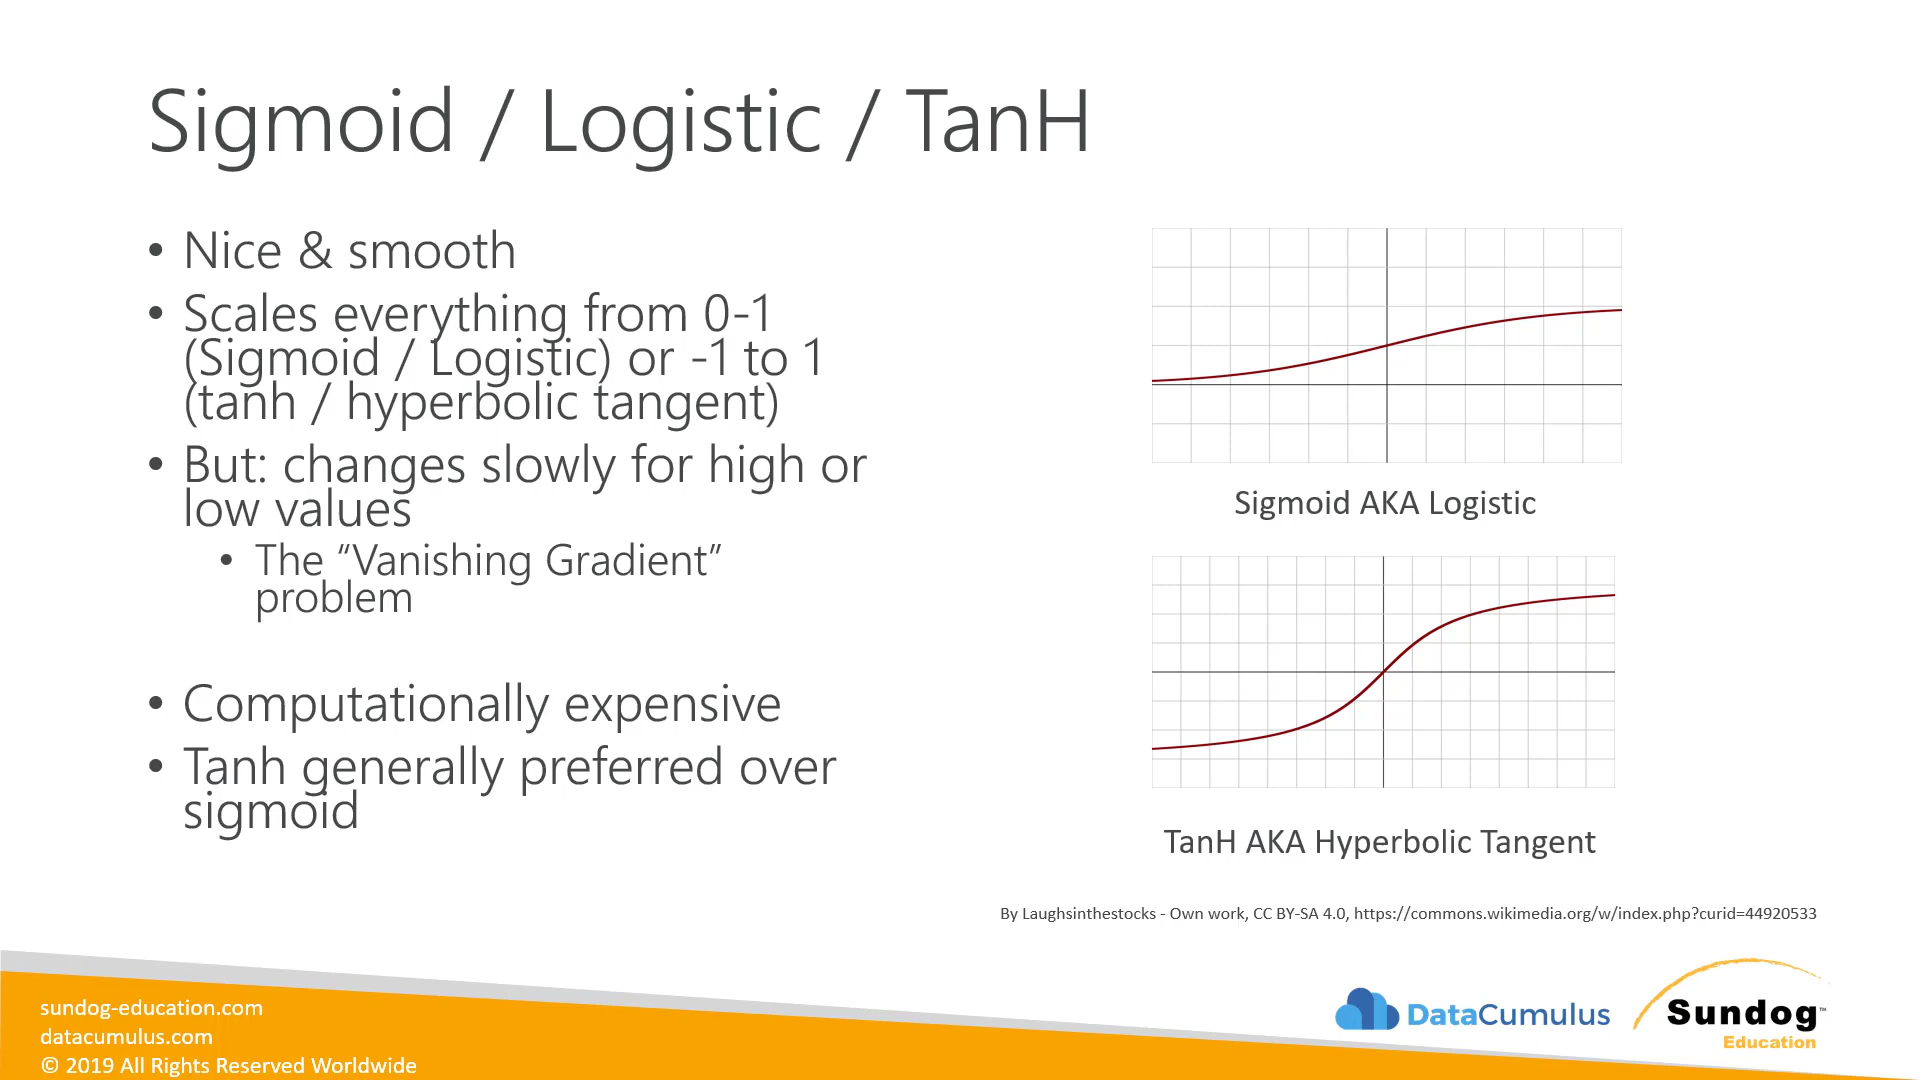 Sigmoid / Logistic / TanH
• Nice & smooth
• Scales everything from 0-1
(Sigmoid / Logistic) or -1 to 1
(tanh / hyperbolic tangent)
• But: changes slowly for high or
low values
• The “Vanishing Gradient”
problem
• Computationally expensive
• Tanh generally preferred over
sigmoid
Sigmoid AKA Logistic
TanH AKA Hyperbolic Tangent
By Laughsinthestocks - Own work, CC BY-SA 4.0, https://commons.wikimedia.org/w/index.php?curid=44920533
sundog-education.com
datacumulus.com
© 2019 All Rights Reserved Worldwide
DataCumulus
Sundog™
Education